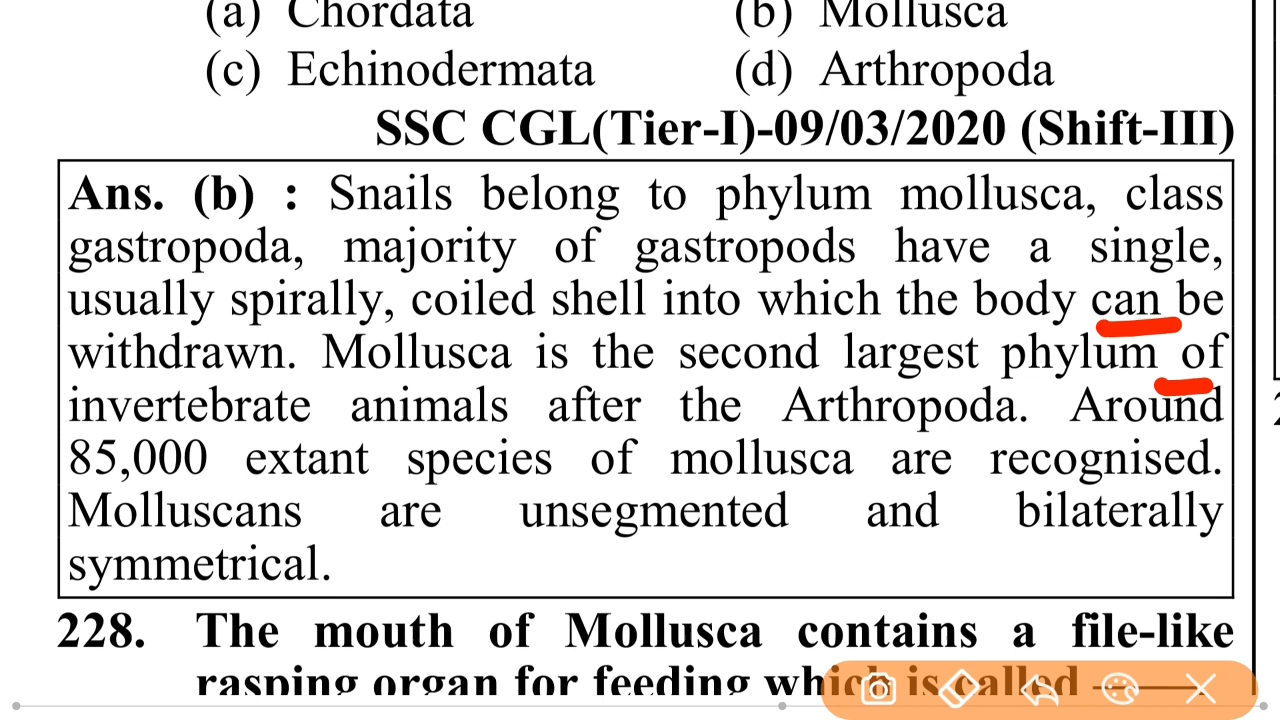 (a) Chordata (b) Mollusca
(c) Echinodermata (d) Arthropoda
SSC CGL(Tier-I)-09/03/2020 (Shift-III)
Ans. (b) : Snails belong to phylum mollusca, class
gastropoda, majority of gastropods have a single,
usually spirally, coiled shell into which the body can be
withdrawn. Mollusca is the second largest phylum of
invertebrate animals after the Arthropoda. Around
85,000 extant species of mollusca are recognised.
Molluscans are unsegmented and bilaterally
symmetrical.
228. The mouth of Mollusca contains a file-like
rasping organ for feeding which is called